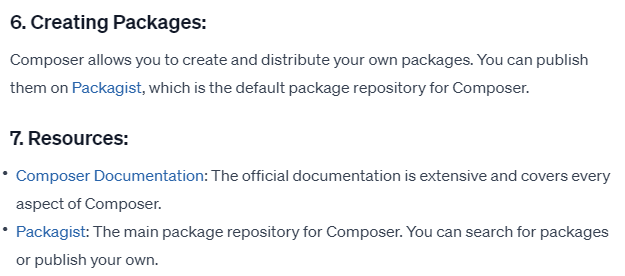 6. Creating Packages:
Composer allows you to create and distribute your own packages. You can publish
them on Packagist, which is the default package repository for Composer.
7. Resources:
• Composer Documentation: The official documentation is extensive and covers every
aspect of Composer.
• Packagist: The main package repository for Composer. You can search for packages
or publish your own.